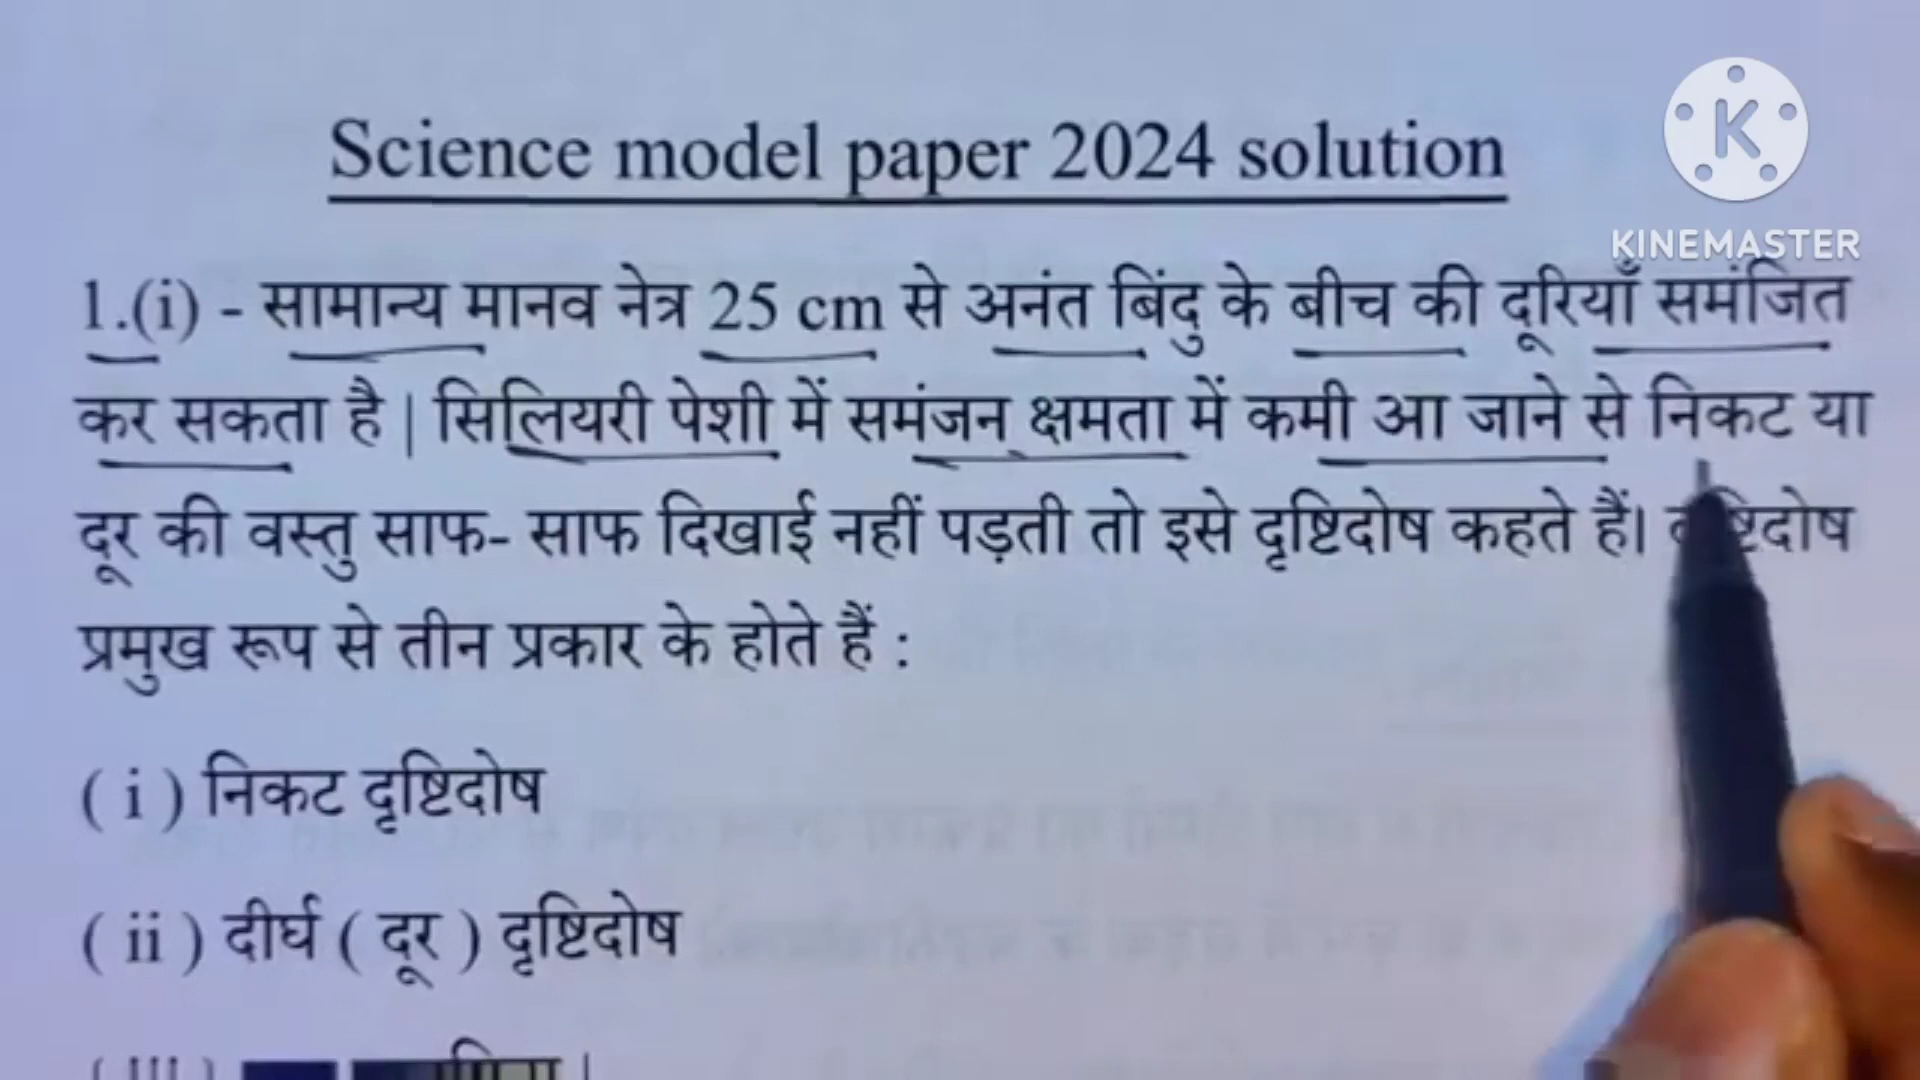 Science model paper 2024 solution
K
KINEMASTER
1.(i) - सामान्य मानव नेत्र 25 cm से अनंत बिंदु के बीच की दूरियाँ समंजित
कर सकता है | सिलियरी पेशी में समंजन क्षमता में कमी आ जाने से निकट या
दूर की वस्तु साफ- साफ दिखाई नहीं पड़ती तो इसे दृष्टिदोष कहते हैं।
प्रमुख रूप से तीन प्रकार के होते हैं :
( i ) निकट दृष्टिदोष
( ii ) दीर्घ ( दूर ) दृष्टिदोष